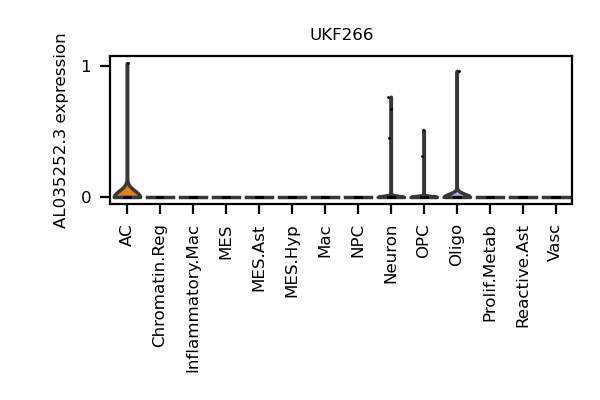 UKF266
AL035252.3 expression
1
0
AC
Chromatin.Reg
Inflammatory.Mac
MES
MES.Ast
MES.Hyp
Mac
NPC
Neuron
OPC
Oligo
Prolif.Metab
Reactive.Ast
Vasc